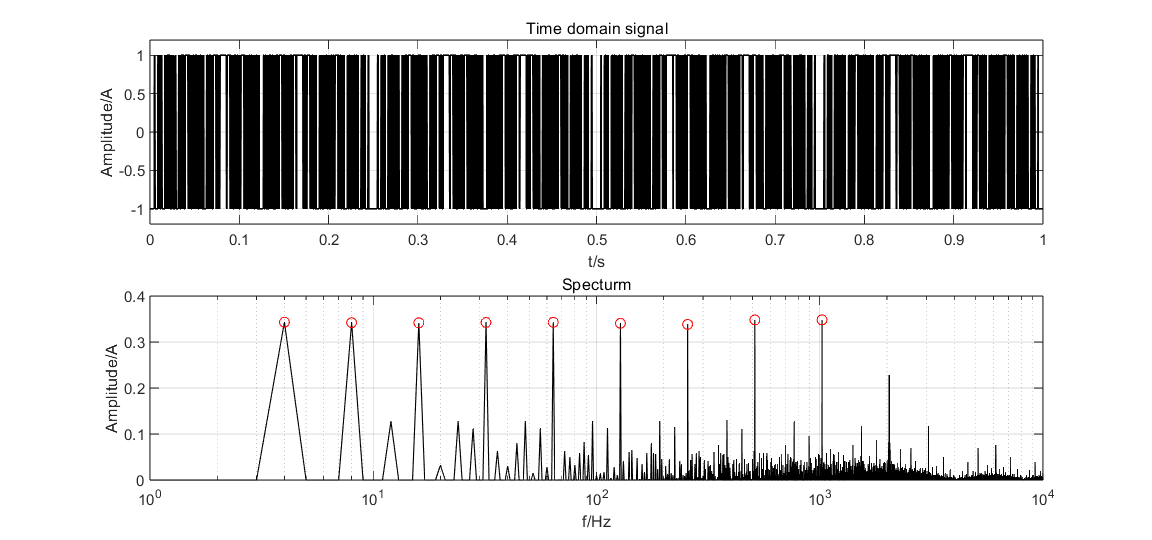 Time domain signal
Amplitude/A
1
0.5
0
-0.5
-1
0 0.1 0.2 0.3 0.4 0.5 0.6 0.7 0.8 0.9 1
t/s
Specturm
Amplitude/A
0.4
0.3
0.2
0.1
0
10^0 10^1 10^2 10^3 10^4
f/Hz